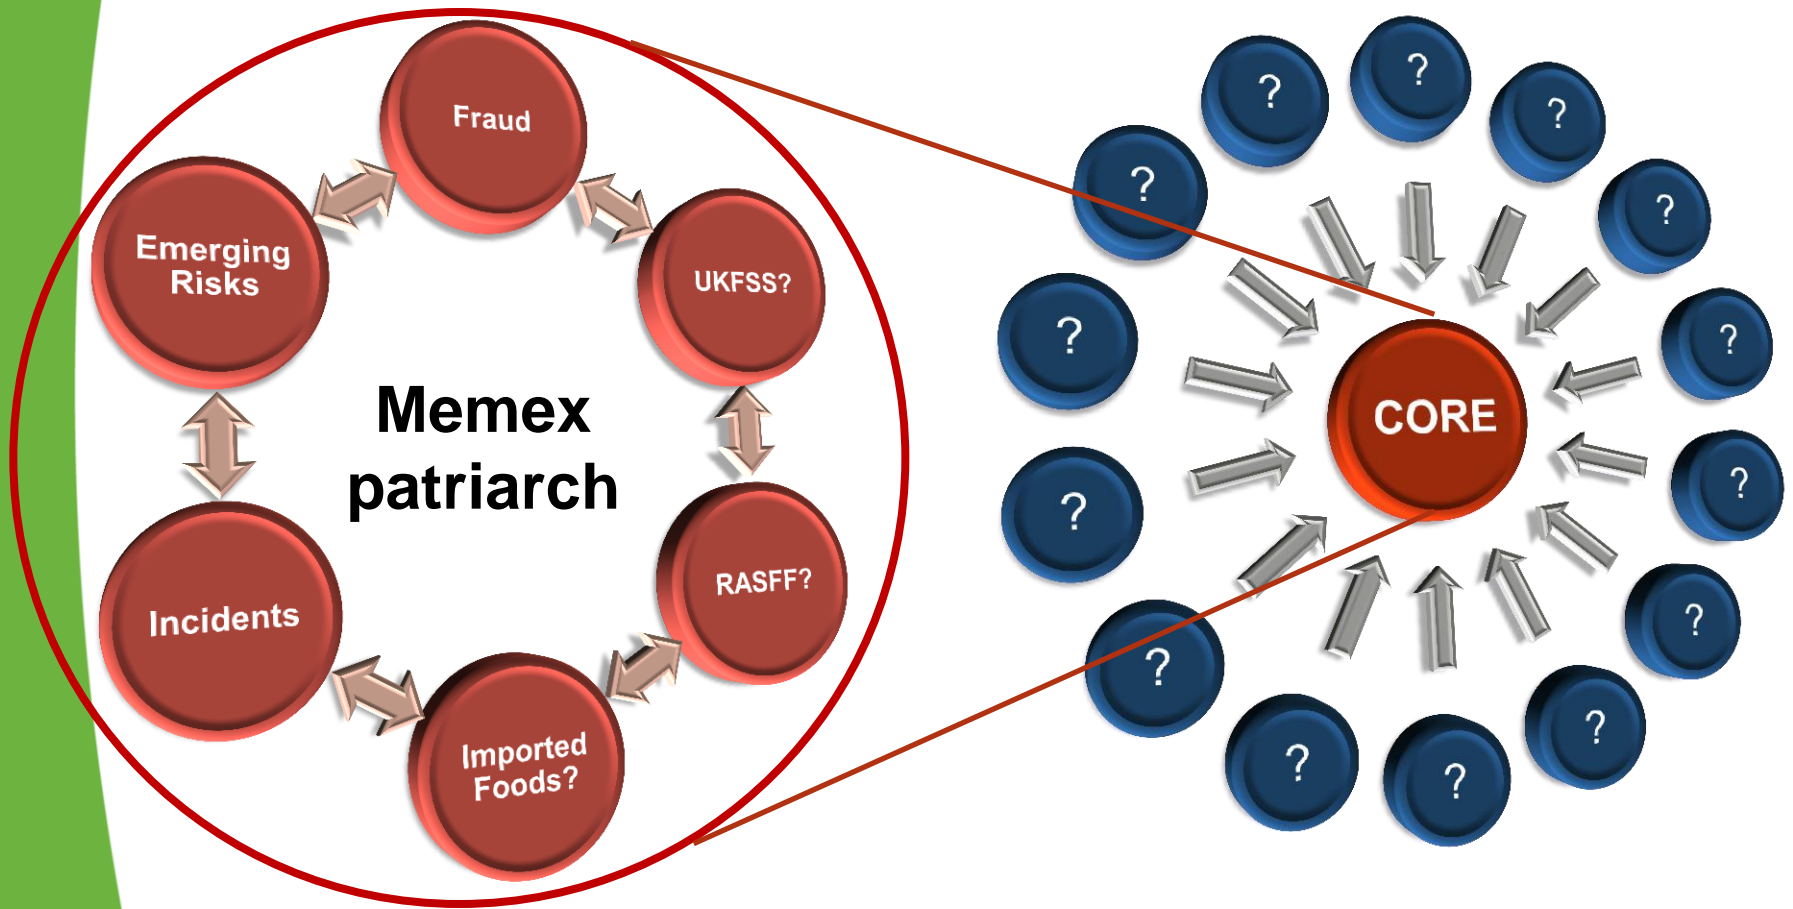 Fraud
Emerging
Risks
UKFSS?
Memex
patriarch
RASFF?
Incidents
Imported
Foods?
?
?
?
?
?
?
?
CORE
?
?
?
?
?
?
?